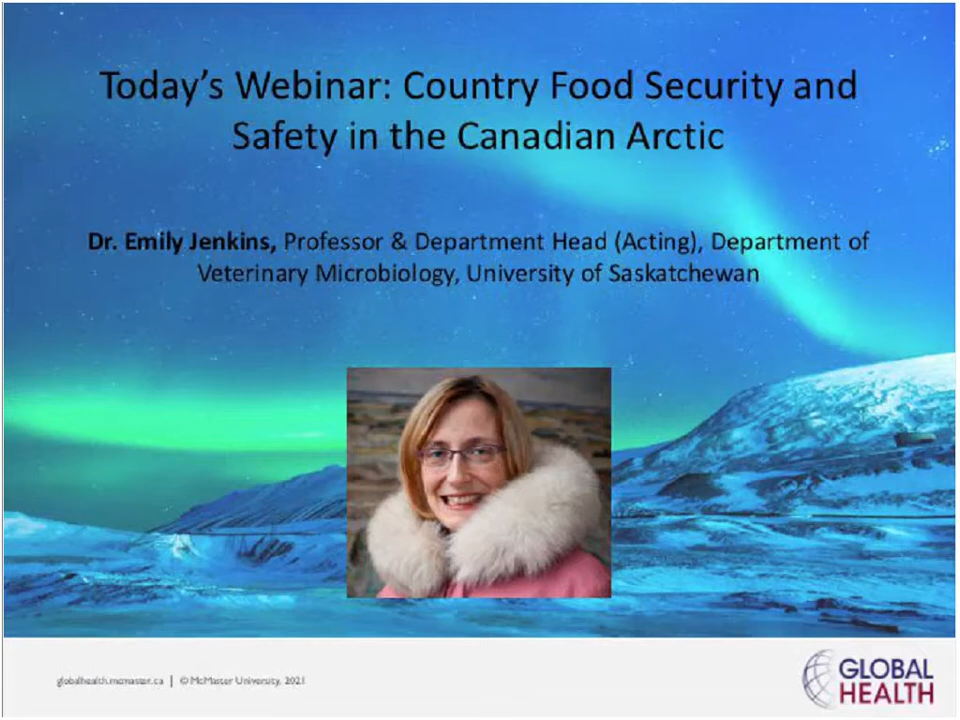 Today's Webinar: Country Food Security and
Safety in the Canadian Arctic
Dr. Emily Jenkins, Professor & Department Head (Acting), Department of
Veterinary Microbiology, University of Saskatchewan
globalhealth.mcmaster.ca | © McMaster University, 2021
GLOBAL
HEALTH